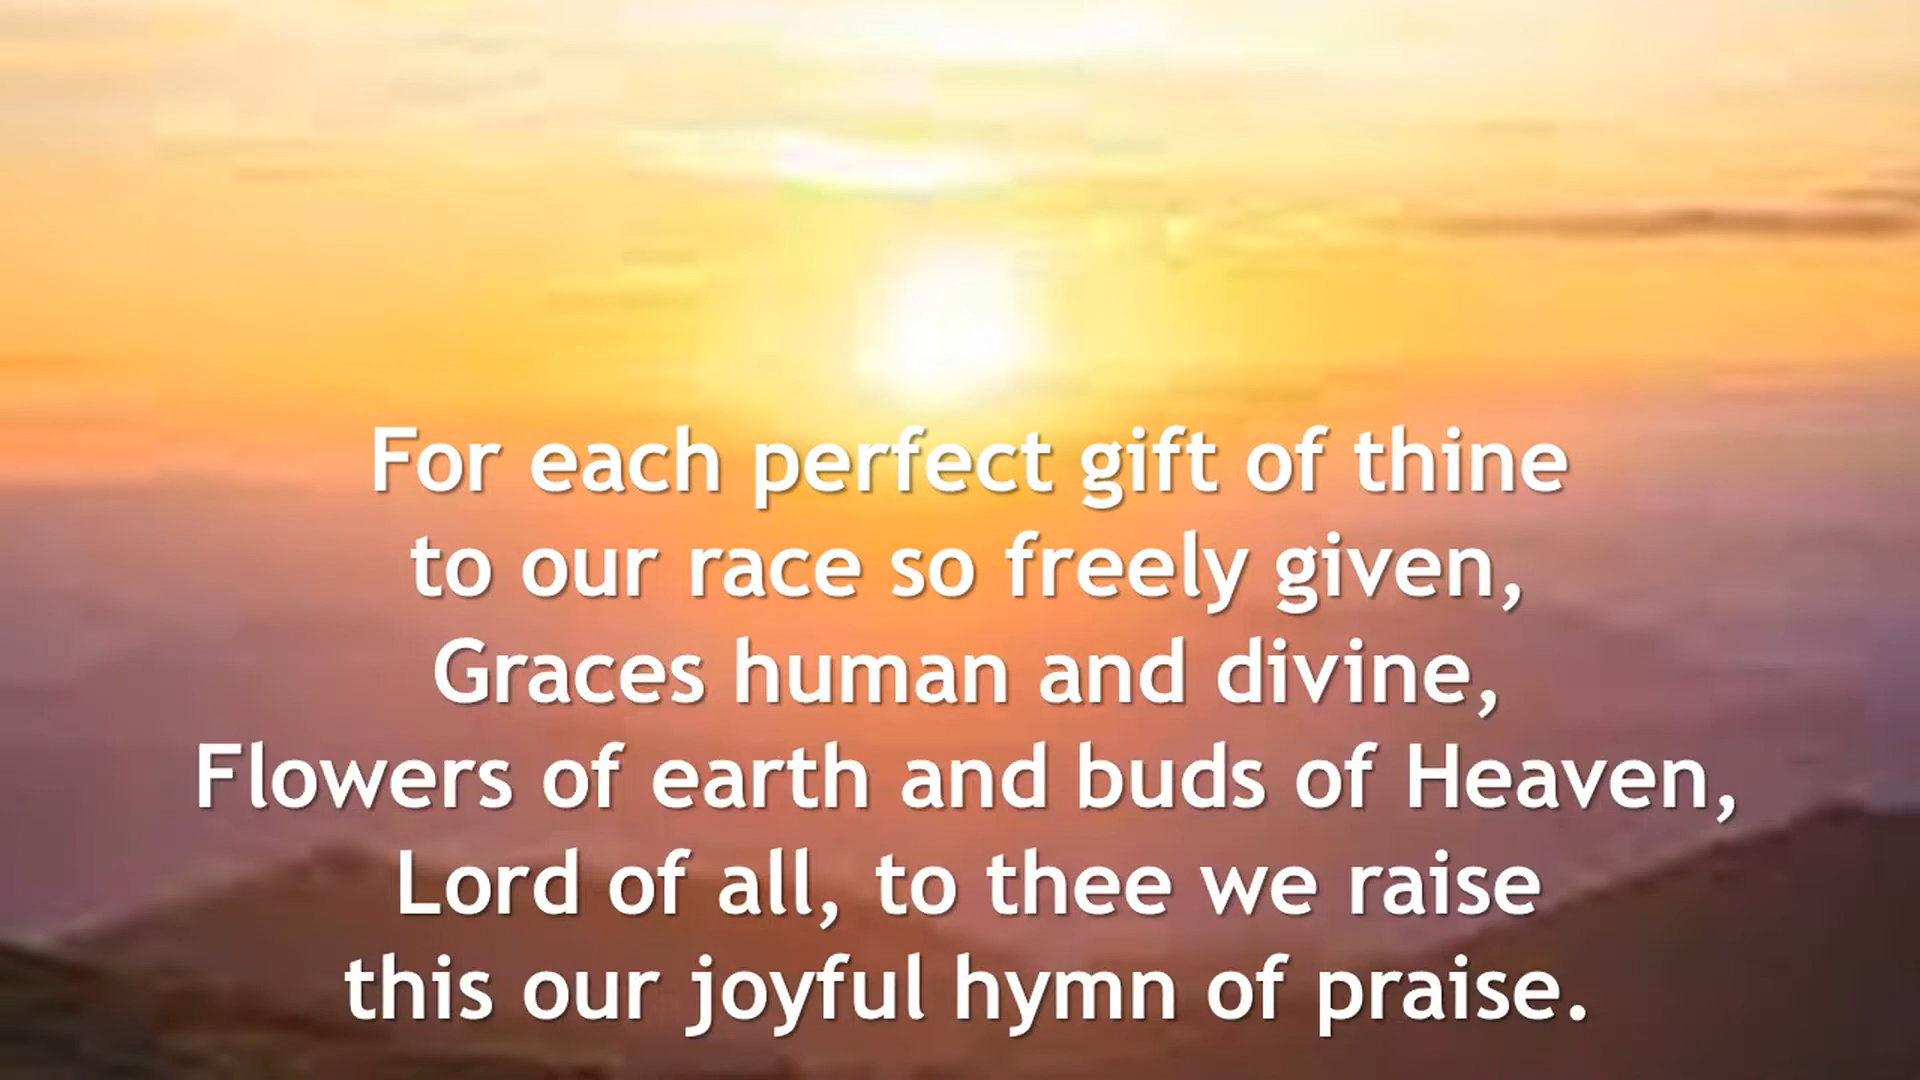 For each perfect gift of thine
to our race so freely given,
Graces human and divine,
Flowers of earth and buds of Heaven,
Lord of all, to thee we raise
this our joyful hymn of praise.